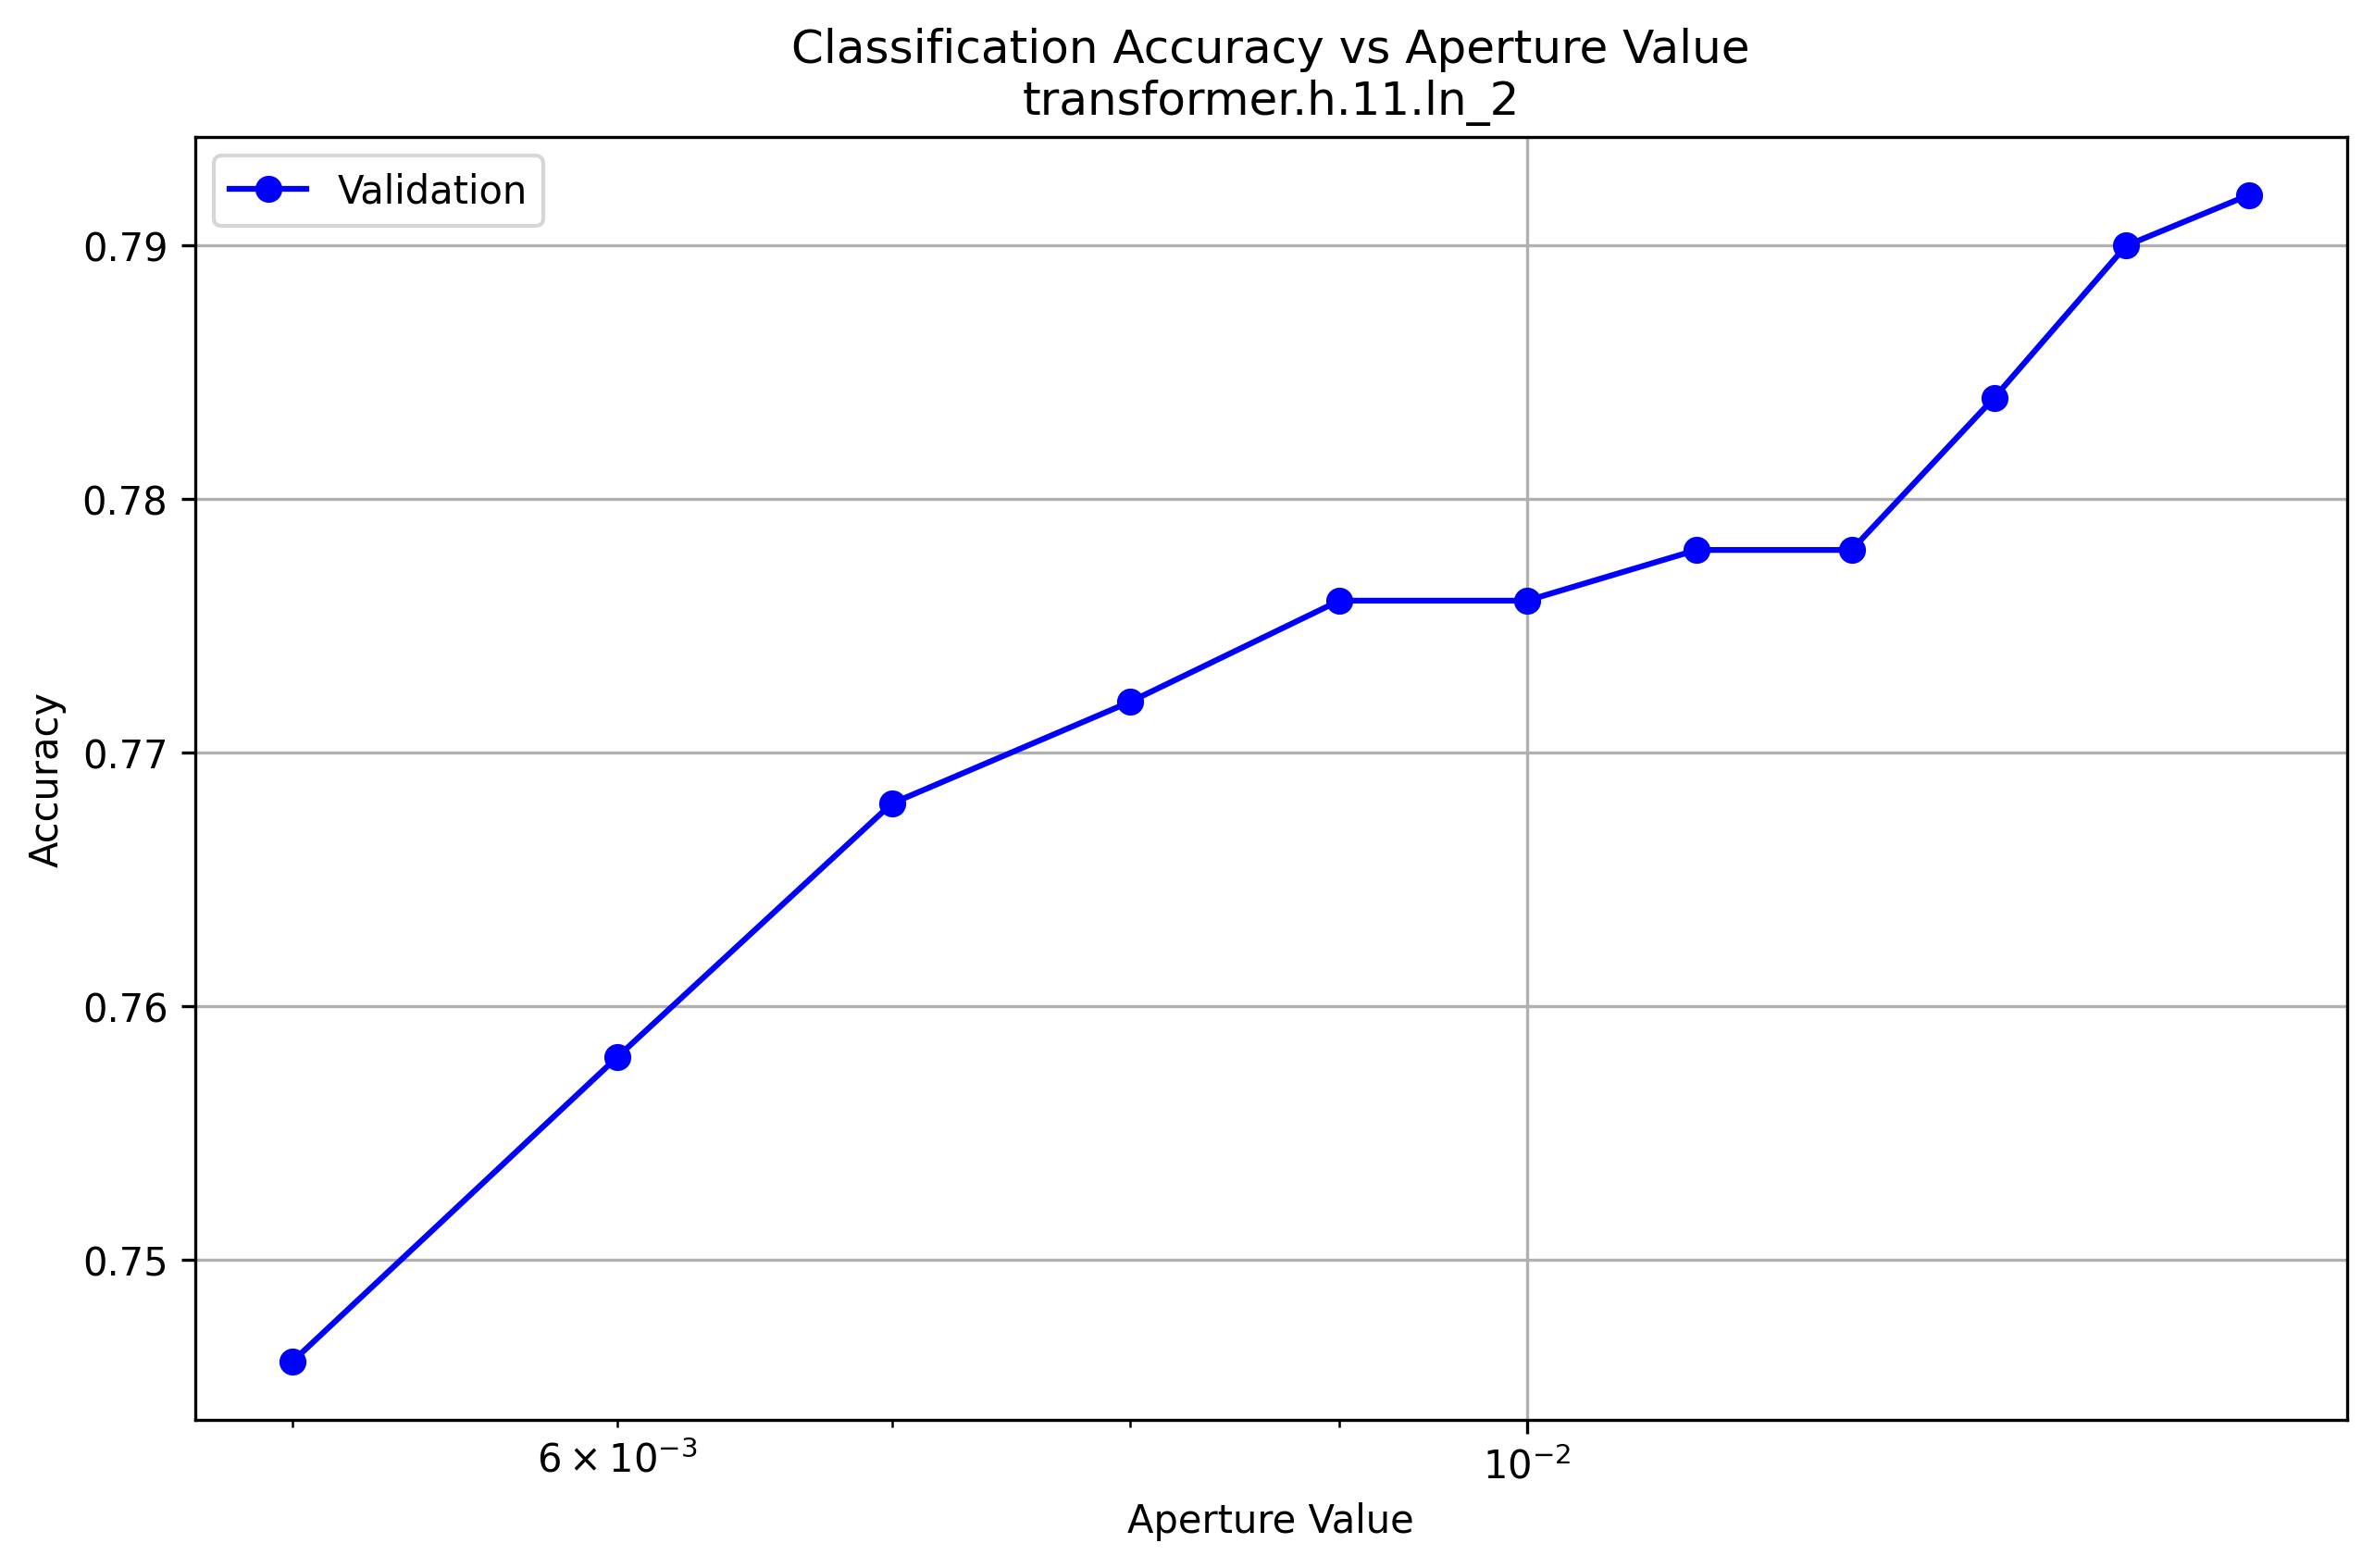 Classification Accuracy vs Aperture Value
transformer.h.11.ln_2
Validation
0.79
0.78
0.77
0.76
0.75
Accuracy
6 × 10⁻³
10⁻²
Aperture Value